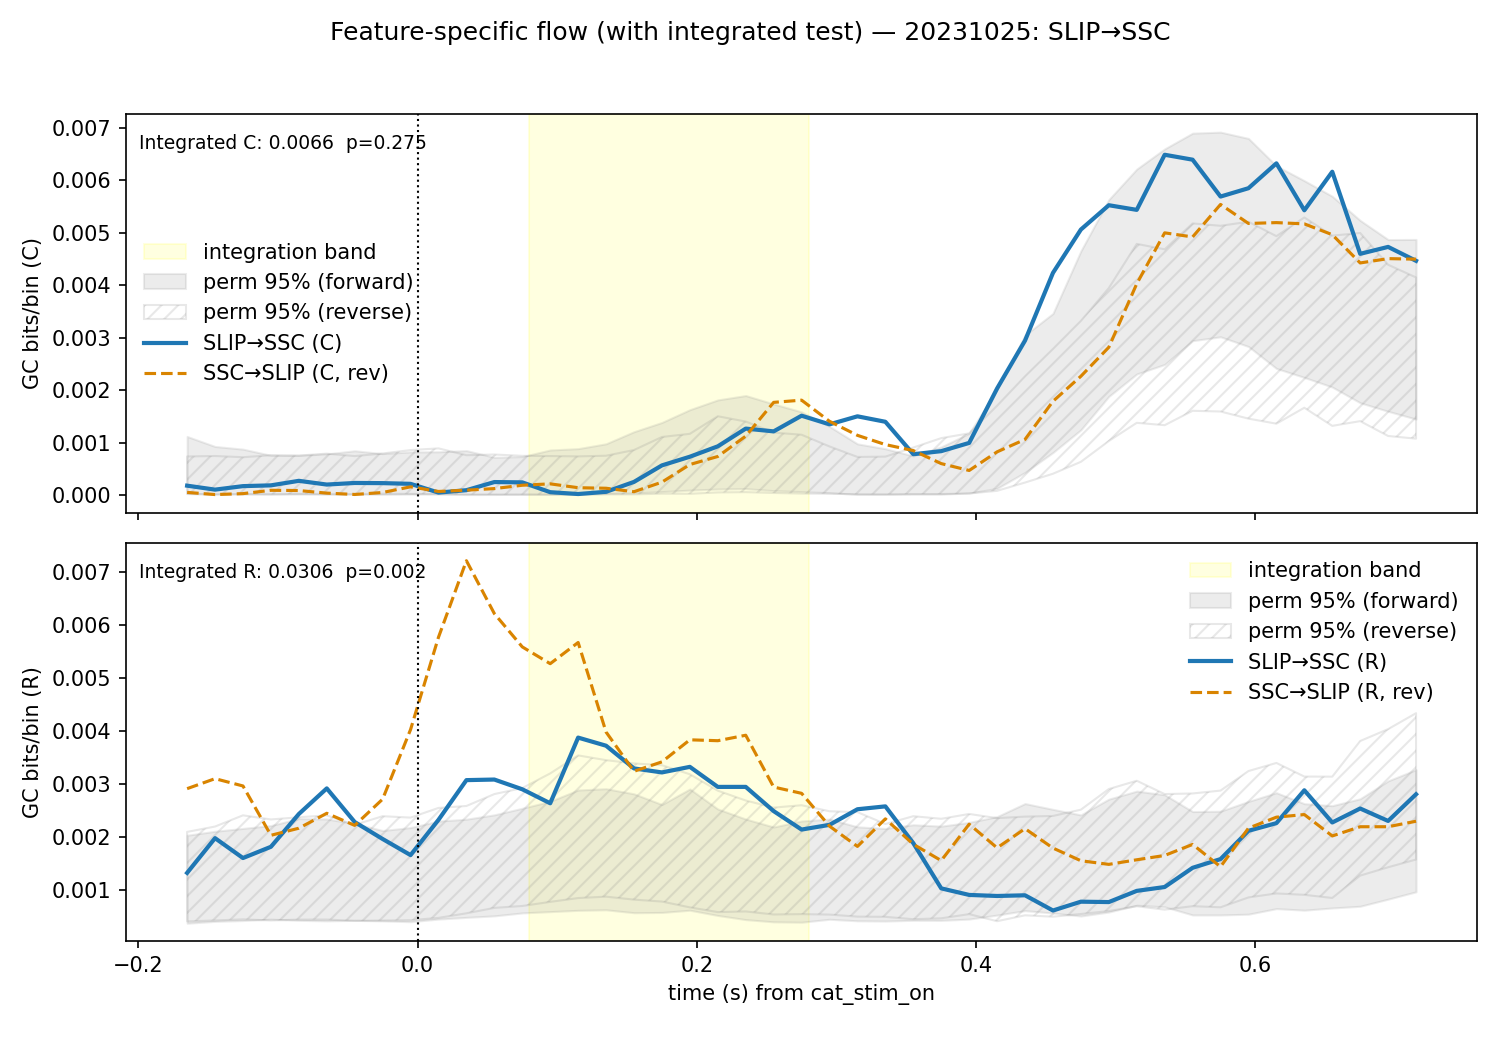 Feature-specific flow (with integrated test) — 20231025: SLIP→SSC
GC bits/bin (C)
0.007
0.006
0.005
0.004
0.003
0.002
0.001
0.000
Integrated C: 0.0066  p=0.275
integration band
perm 95% (forward)
perm 95% (reverse)
SLIP→SSC (C)
SSC→SLIP (C, rev)
GC bits/bin (R)
0.007
0.006
0.005
0.004
0.003
0.002
0.001
Integrated R: 0.0306  p=0.002
integration band
perm 95% (forward)
perm 95% (reverse)
SLIP→SSC (R)
SSC→SLIP (R, rev)
−0.2 0.0 0.2 0.4 0.6
time (s) from cat_stim_on